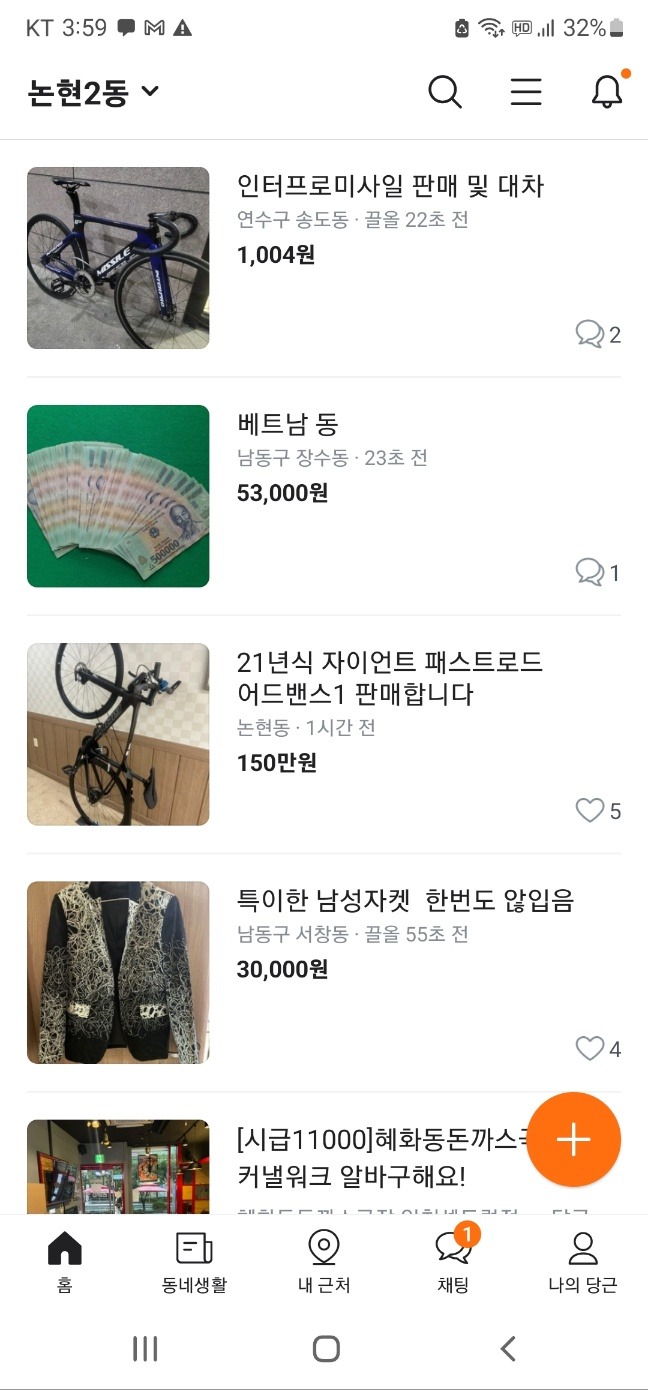 KT 3:59
HD 32%
논현2동
인터프로미사일 판매 및 대차
연수구 송도동 · 끌올 22초 전
1,004원
2
MISSILE
INTERPRO
베트남 동
남동구 장수동 · 23초 전
53,000원
1
500000
21년식 자이언트 패스트로드
어드밴스1 판매합니다
논현동 · 1시간 전
150만원
5
특이한 남성자켓  한번도 않입음
남동구 서창동 · 끌올 55초 전
30,000원
4
[시급11000]혜화동돈까스
커낼워크 알바구해요!
1
홈
동네생활
내 근처
채팅
나의 당근